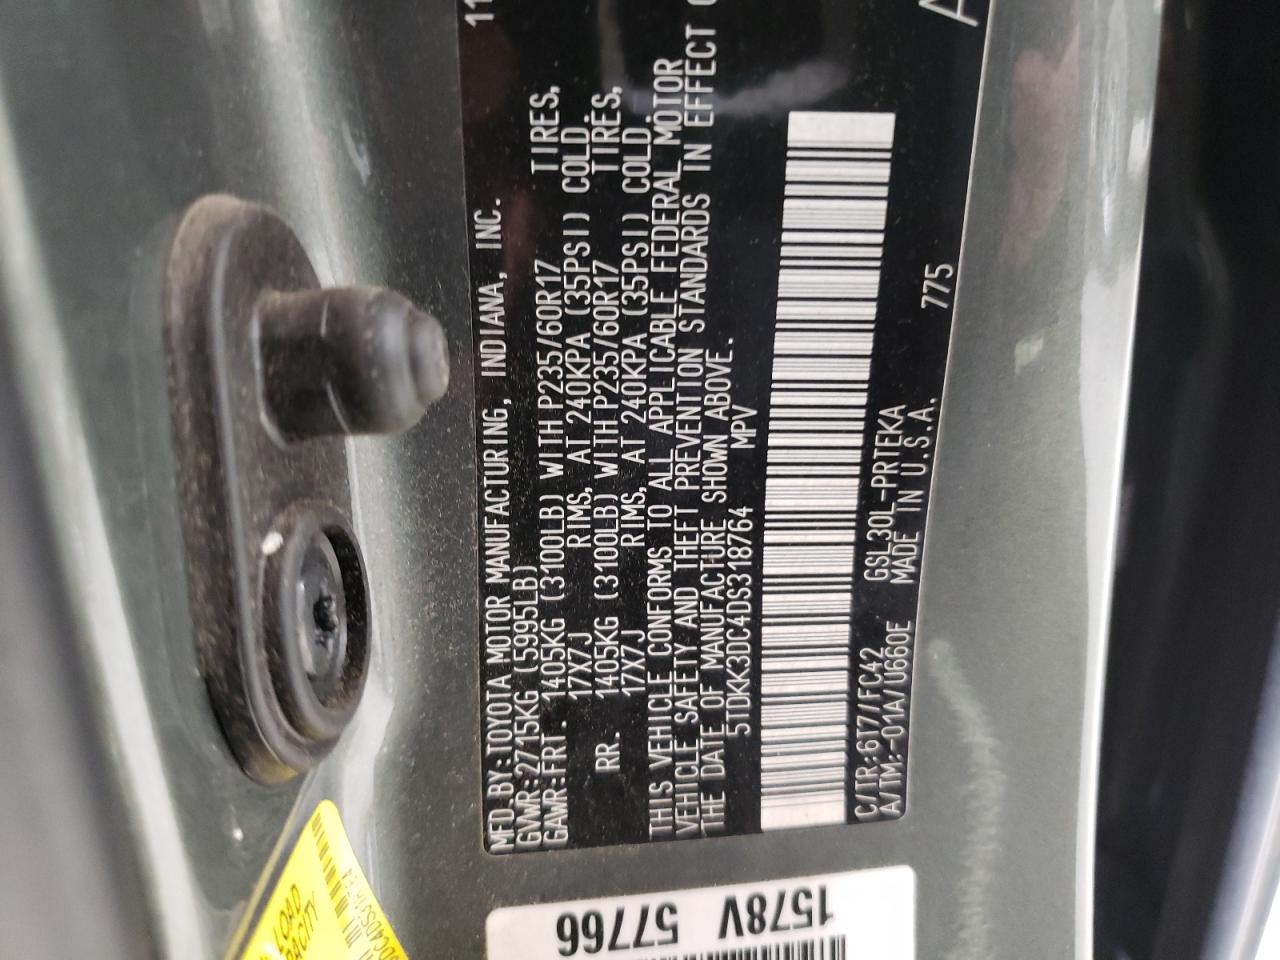 MFD.BY:TOYOTA MOTOR MANUFACTURING, INDIANA, INC. 11
GVWR:2715KG (5995LB)
GAWR:FRT. 1405KG (3100LB) WITH P235/60R17 TIRES,
17X7J RIMS, AT 240KPA (35PSI) COLD.
RR. 1405KG (3100LB) WITH P235/60R17 TIRES,
17X7J RIMS, AT 240KPA (35PSI) COLD.
THIS VEHICLE CONFORMS TO ALL APPLICABLE FEDERAL MOTOR
VEHICLE SAFETY AND THEFT PREVENTION STANDARDS IN EFFECT
THE DATE OF MANUFACTURE SHOWN ABOVE.
5TDKK3DC4DS318764 MPV
C/TR:6T7/FC42 GSL30L-PRTEKA 775
A/TM:-01A/U660E MADE IN U.S.A.
1578V
57766
LOAD